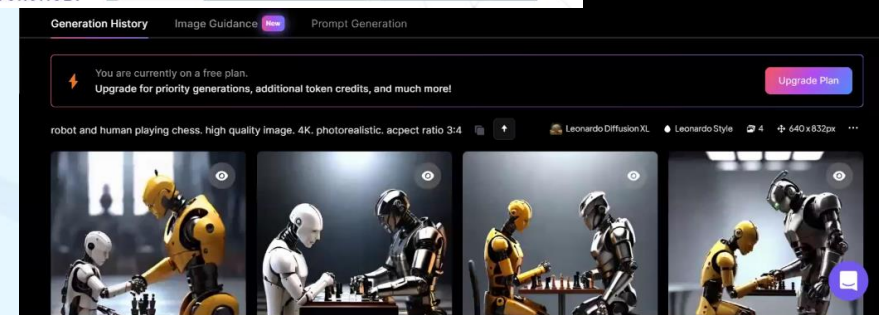 Generation History Image Guidance New Prompt Generation
You are currently on a free plan.
Upgrade for priority generations, additional token credits, and much more!
Upgrade Plan
robot and human playing chess. high quality image. 4K. photorealistic. acpect ratio 3:4 Leonardo Diffusion XL Leonardo Style 4 640 x 832px